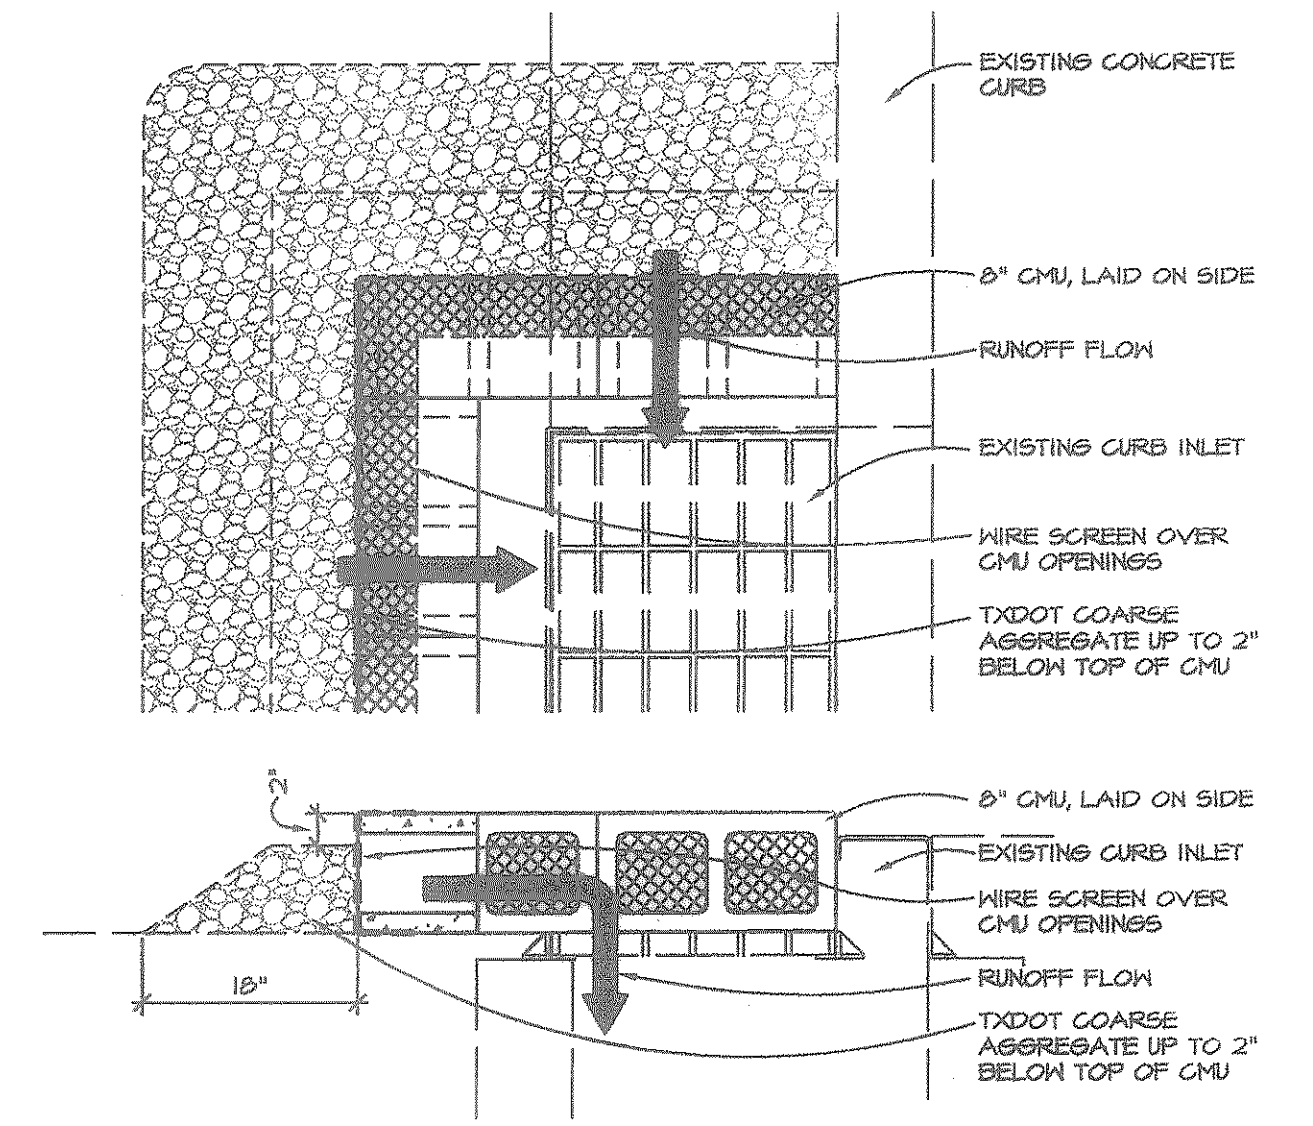 EXISTING CONCRETE
CURB
8" CMU, LAID ON SIDE
RUNOFF FLOW
EXISTING CURB INLET
WIRE SCREEN OVER
CMU OPENINGS
TXDOT COARSE
AGGREGATE UP TO 2"
BELOW TOP OF CMU
2"
8" CMU, LAID ON SIDE
EXISTING CURB INLET
WIRE SCREEN OVER
CMU OPENINGS
RUNOFF FLOW
18"
TXDOT COARSE
AGGREGATE UP TO 2"
BELOW TOP OF CMU